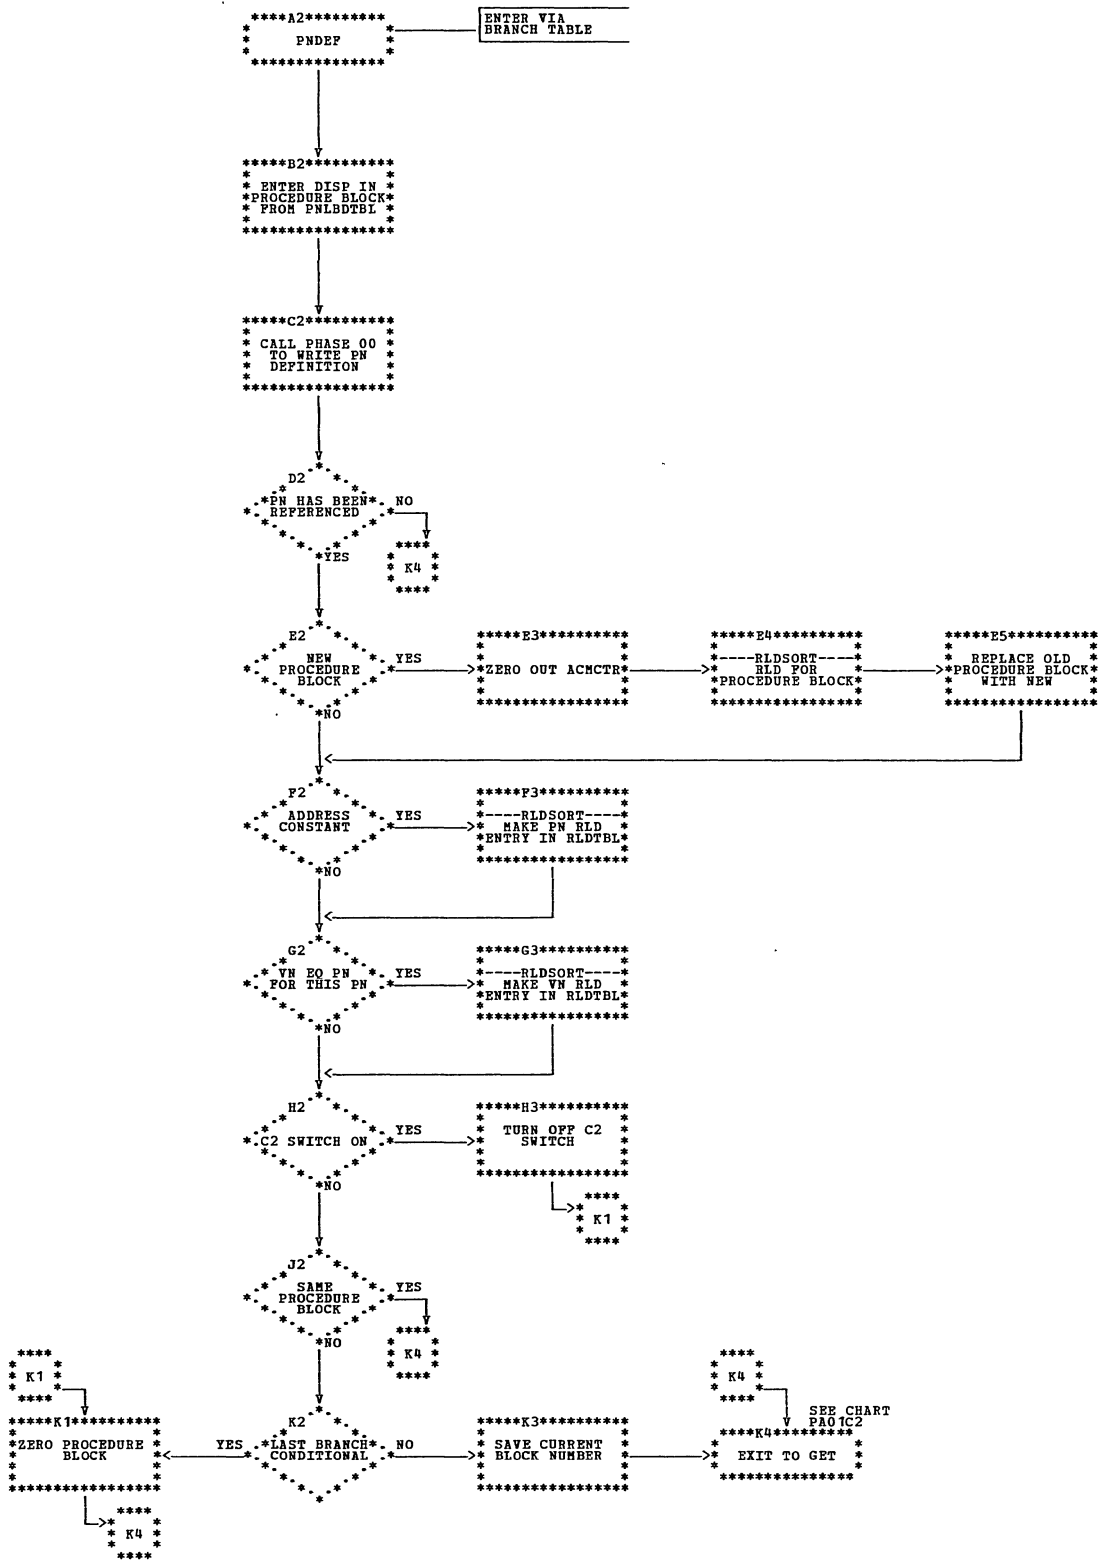 A2
PNDEF
ENTER VIA
BRANCH TABLE
B2
ENTER DISP IN
PROCEDURE BLOCK
FROM PNLBDTBL
C2
CALL PHASE 00
TO WRITE PN
DEFINITION
D2
PN HAS BEEN
REFERENCED
NO
YES
K4
E2
NEW
PROCEDURE
BLOCK
YES
NO
E3
ZERO OUT ACMCTR
E4
----RLDSORT----
RLD FOR
PROCEDURE BLOCK
E5
REPLACE OLD
PROCEDURE BLOCK
WITH NEW
F2
ADDRESS
CONSTANT
YES
NO
F3
----RLDSORT----
MAKE PN RLD
ENTRY IN RLDTBL
G2
VN EQ PN
FOR THIS PN
YES
NO
G3
----RLDSORT----
MAKE VN RLD
ENTRY IN RLDTBL
H2
C2 SWITCH ON
YES
NO
H3
TURN OFF C2
SWITCH
K1
J2
SAME
PROCEDURE
BLOCK
YES
NO
K4
K1
K4
SEE CHART
PA01C2
K1
ZERO PROCEDURE
BLOCK
YES
K2
LAST BRANCH
CONDITIONAL
NO
K3
SAVE CURRENT
BLOCK NUMBER
K4
EXIT TO GET
K4